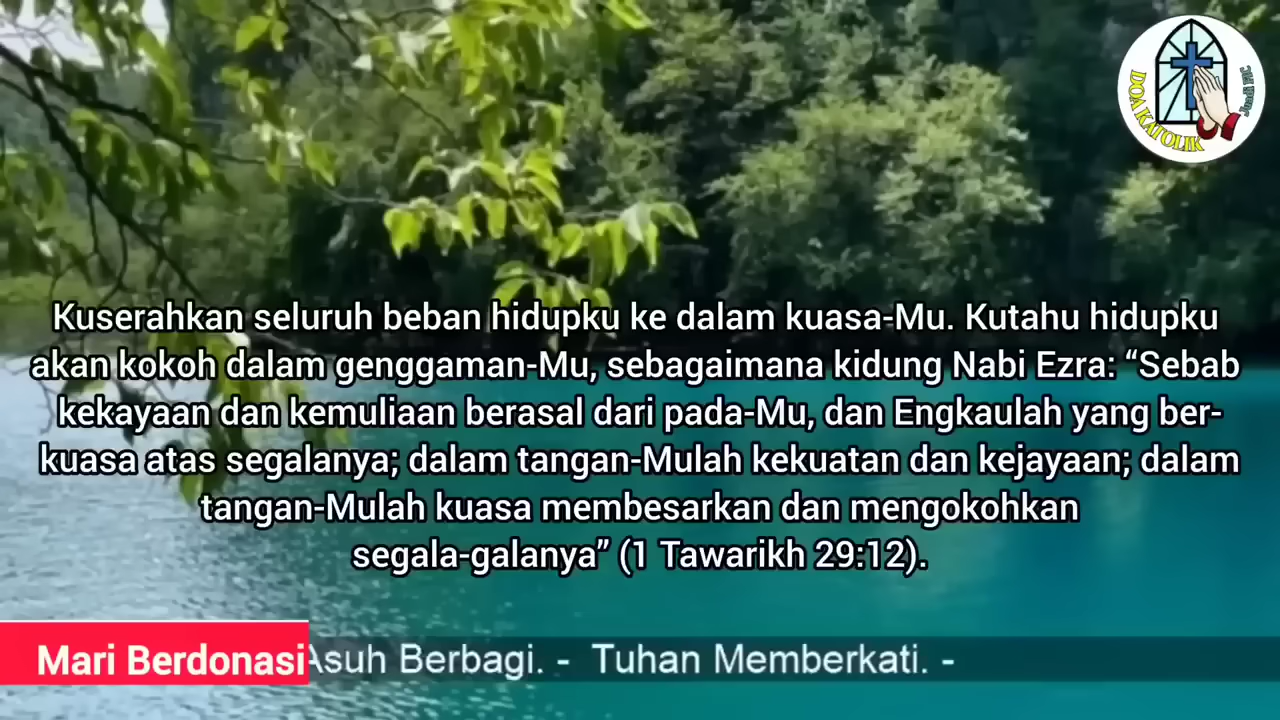 DOA KATOLIK
Kuserahkan seluruh beban hidupku ke dalam kuasa-Mu. Kutahu hidupku
akan kokoh dalam genggaman-Mu, sebagaimana kidung Nabi Ezra: “Sebab
kekayaan dan kemuliaan berasal dari pada-Mu, dan Engkaulah yang ber-
kuasa atas segalanya; dalam tangan-Mulah kekuatan dan kejayaan; dalam
tangan-Mulah kuasa membesarkan dan mengokohkan
segala-galanya” (1 Tawarikh 29:12).
Mari Berdonasi Asuh Berbagi. - Tuhan Memberkati. -